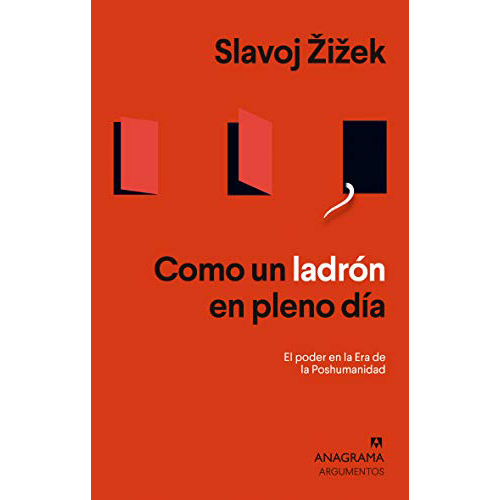 Slavoj Žižek
Como un ladrón
en pleno día
El poder en la Era de
la Poshumanidad
ANAGRAMA
ARGUMENTOS